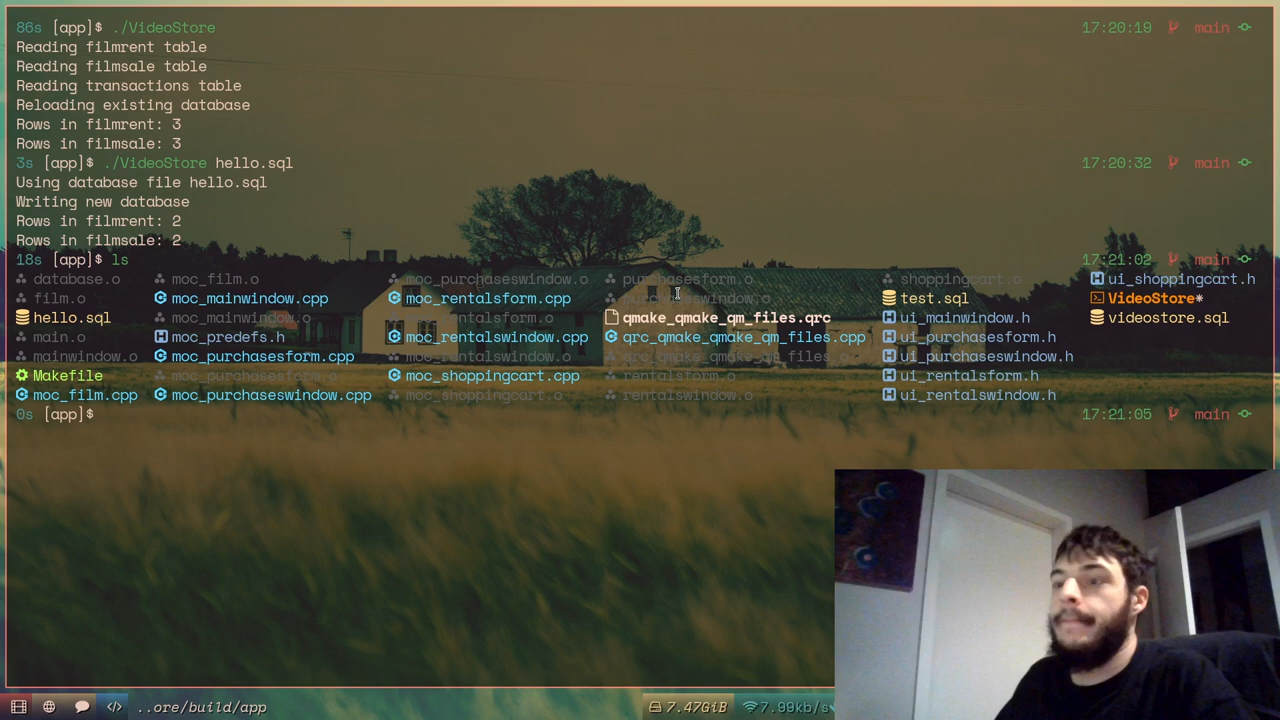 86s [app]$ ./VideoStore 17:20:19 main
Reading filmrent table
Reading filmsale table
Reading transactions table
Reloading existing database
Rows in filmrent: 3
Rows in filmsale: 3
3s [app]$ ./VideoStore hello.sql 17:20:32 main
Using database file hello.sql
Writing new database
Rows in filmrent: 2
Rows in filmsale: 2
18s [app]$ ls 17:21:02 main
database.o moc_film.o moc_purchaseswindow.o purchasesform.o shoppingcart.o ui_shoppingcart.h
film.o moc_mainwindow.cpp moc_rentalsform.cpp purchaseswindow.o test.sql VideoStore*
hello.sql moc_mainwindow.o moc_rentalsform.o qmake_qmake_qm_files.qrc ui_mainwindow.h videostore.sql
main.o moc_predefs.h moc_rentalswindow.cpp qrc_qmake_qmake_qm_files.cpp ui_purchasesform.h
mainwindow.o moc_purchasesform.cpp moc_rentalswindow.o qrc_qmake_qmake_qm_files.o ui_purchaseswindow.h
Makefile moc_purchasesform.o moc_shoppingcart.cpp rentalsform.o ui_rentalsform.h
moc_film.cpp moc_purchaseswindow.cpp moc_shoppingcart.o rentalswindow.o ui_rentalswindow.h
0s [app]$ 17:21:05 main
..ore/build/app 7.47GiB 7.99kb/s